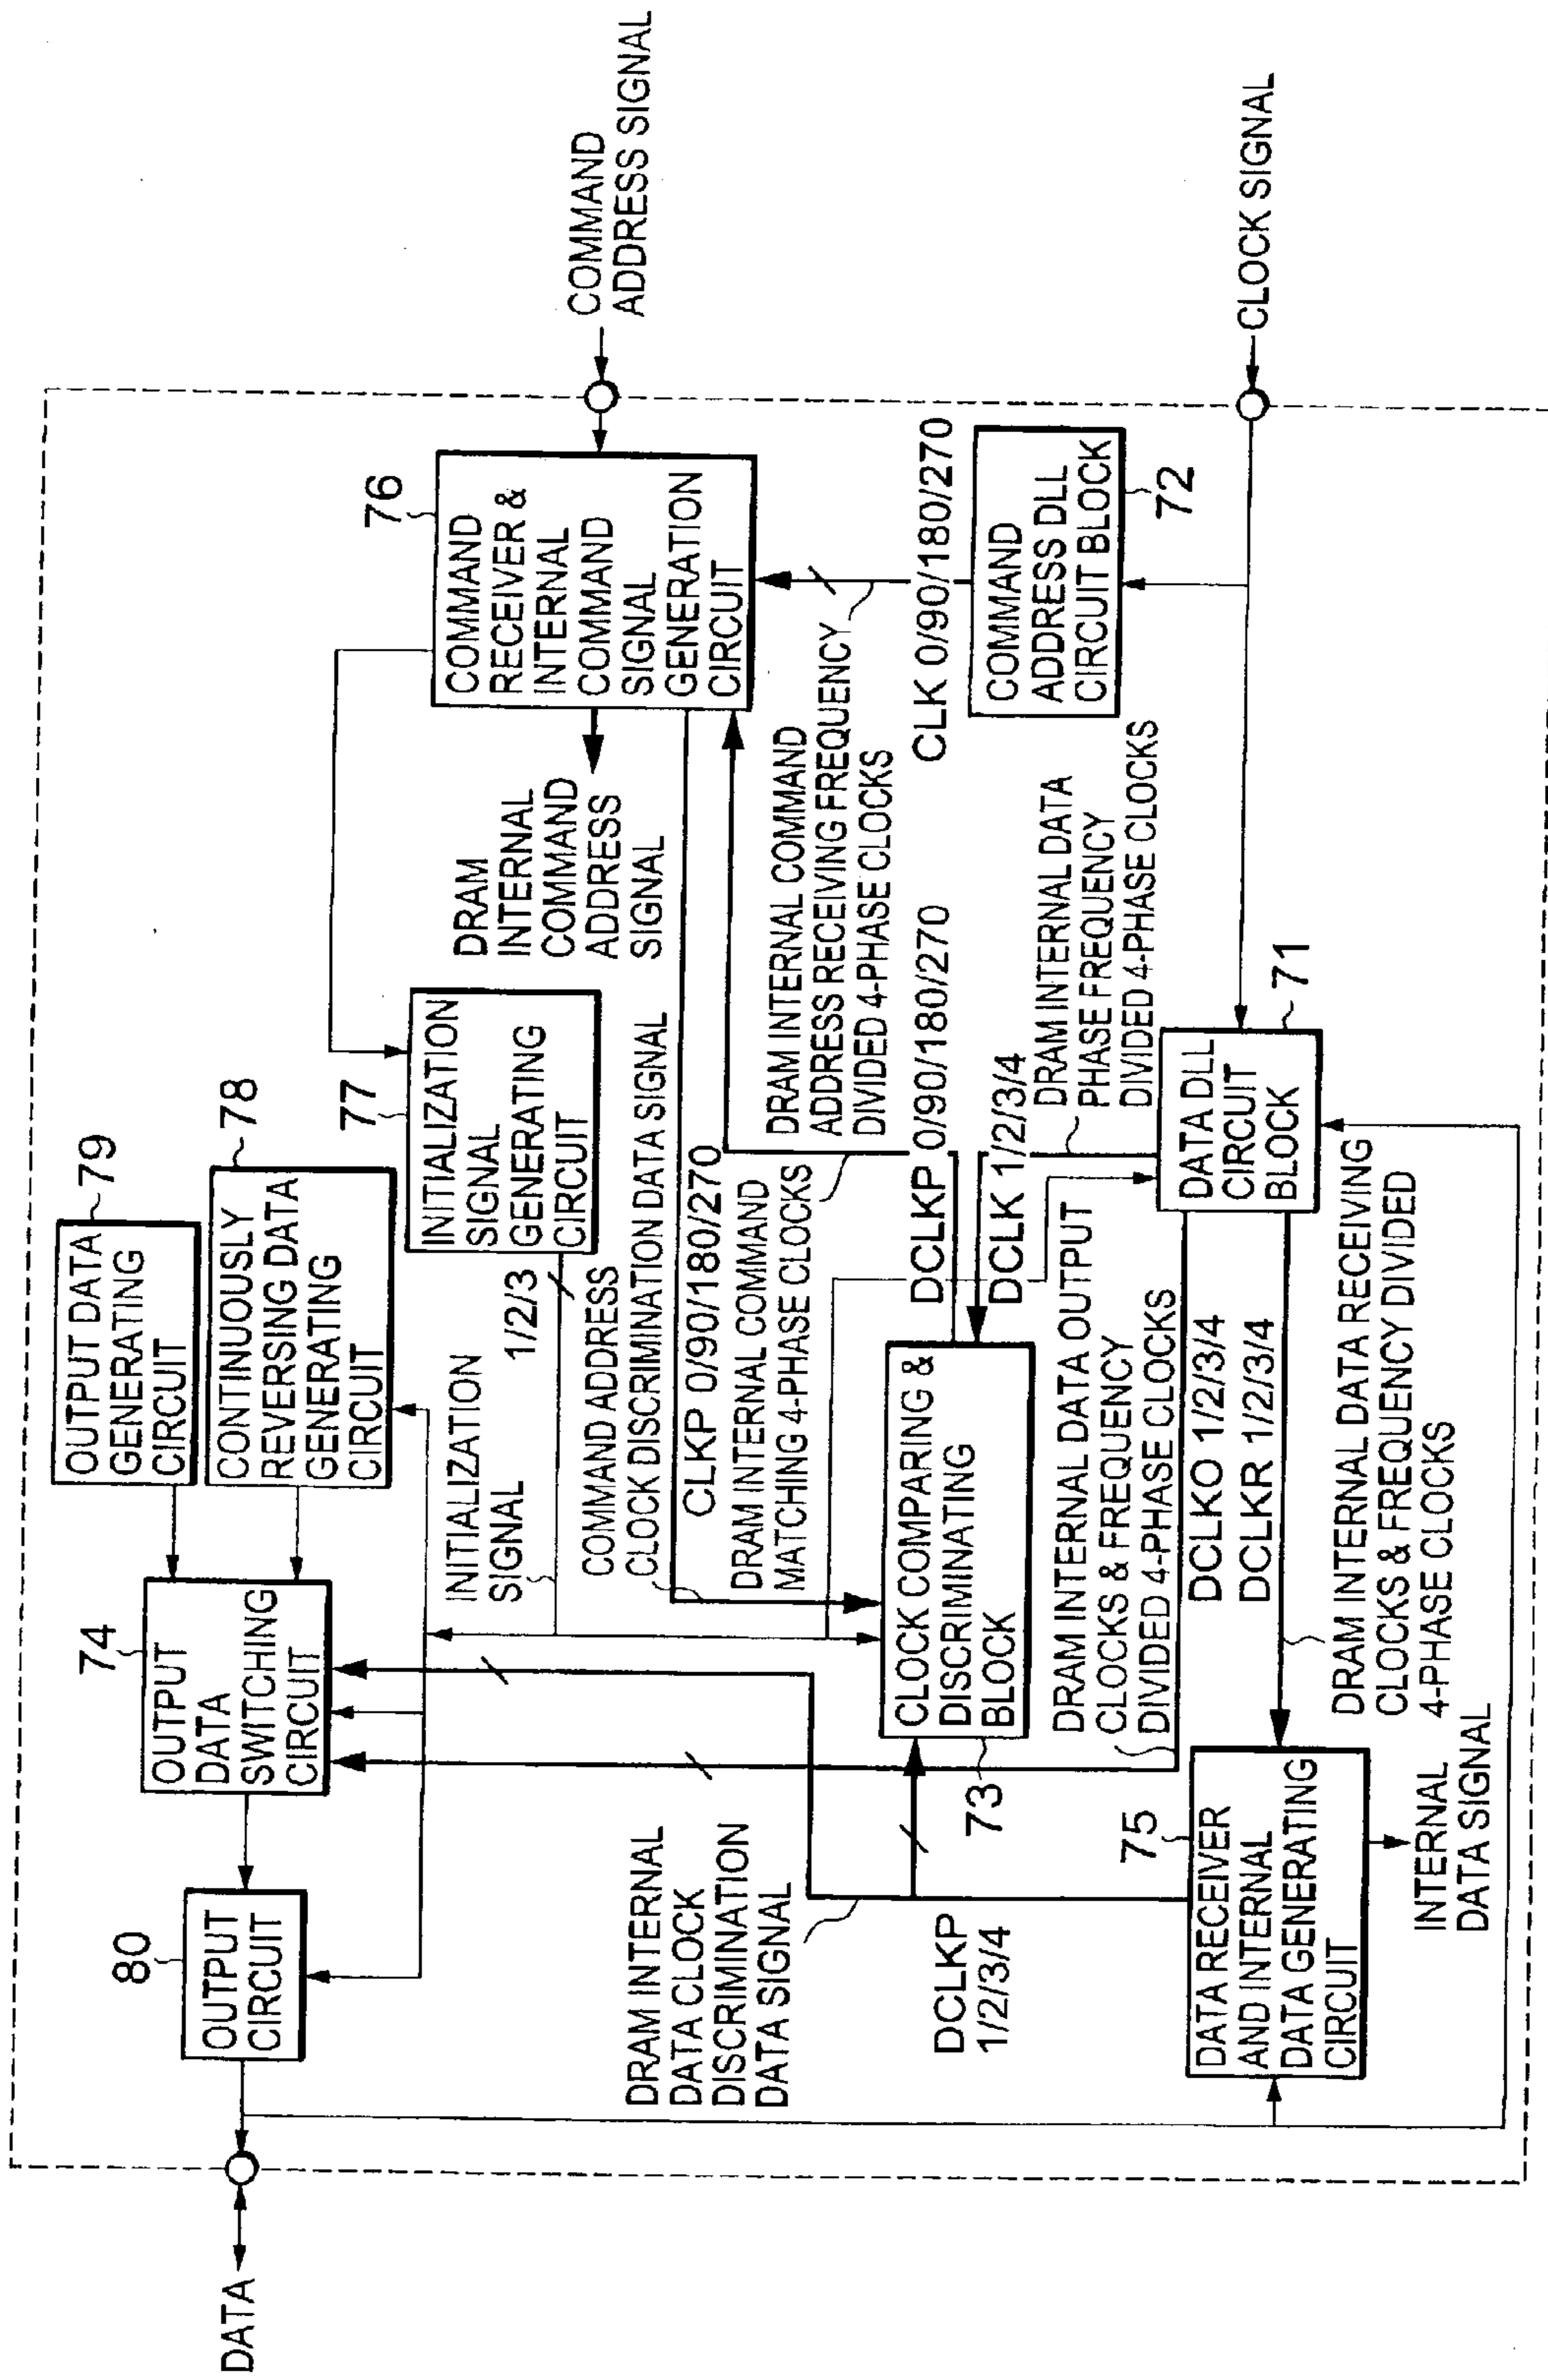 DATA
80
OUTPUT
CIRCUIT
74
OUTPUT
DATA
SWITCHING
CIRCUIT
79
OUTPUT DATA
GENERATING
CIRCUIT
78
CONTINUOUSLY
REVERSING DATA
GENERATING
CIRCUIT
77
INITIALIZATION
SIGNAL
GENERATING
CIRCUIT
INITIALIZATION
SIGNAL
1/2/3
76
COMMAND
RECEIVER &
INTERNAL
COMMAND
SIGNAL
GENERATION
CIRCUIT
COMMAND
ADDRESS SIGNAL
DRAM
INTERNAL
COMMAND
ADDRESS
SIGNAL
COMMAND ADDRESS
CLOCK DISCRIMINATION DATA SIGNAL
CLKP 0/90/180/270
DRAM INTERNAL COMMAND
MATCHING 4-PHASE CLOCKS
DRAM INTERNAL COMMAND
ADDRESS RECEIVING FREQUENCY
DIVIDED 4-PHASE CLOCKS
CLK 0/90/180/270
COMMAND
ADDRESS DLL
CIRCUIT BLOCK
72
DRAM INTERNAL
DATA CLOCK
DISCRIMINATION
DATA SIGNAL
DCLKP
1/2/3/4
CLOCK COMPARING &
DISCRIMINATING
BLOCK
73
DCLKP 0/90/180/270
DCLK 1/2/3/4
DRAM INTERNAL DATA
PHASE FREQUENCY
DIVIDED 4-PHASE CLOCKS
DRAM INTERNAL DATA OUTPUT
CLOCKS & FREQUENCY
DIVIDED 4-PHASE CLOCKS
DCLKO 1/2/3/4
DCLKR 1/2/3/4
75
DATA RECEIVER
AND INTERNAL
DATA GENERATING
CIRCUIT
71
DATA DLL
CIRCUIT
BLOCK
CLOCK SIGNAL
DRAM INTERNAL DATA RECEIVING
CLOCKS & FREQUENCY DIVIDED
4-PHASE CLOCKS
INTERNAL
DATA SIGNAL